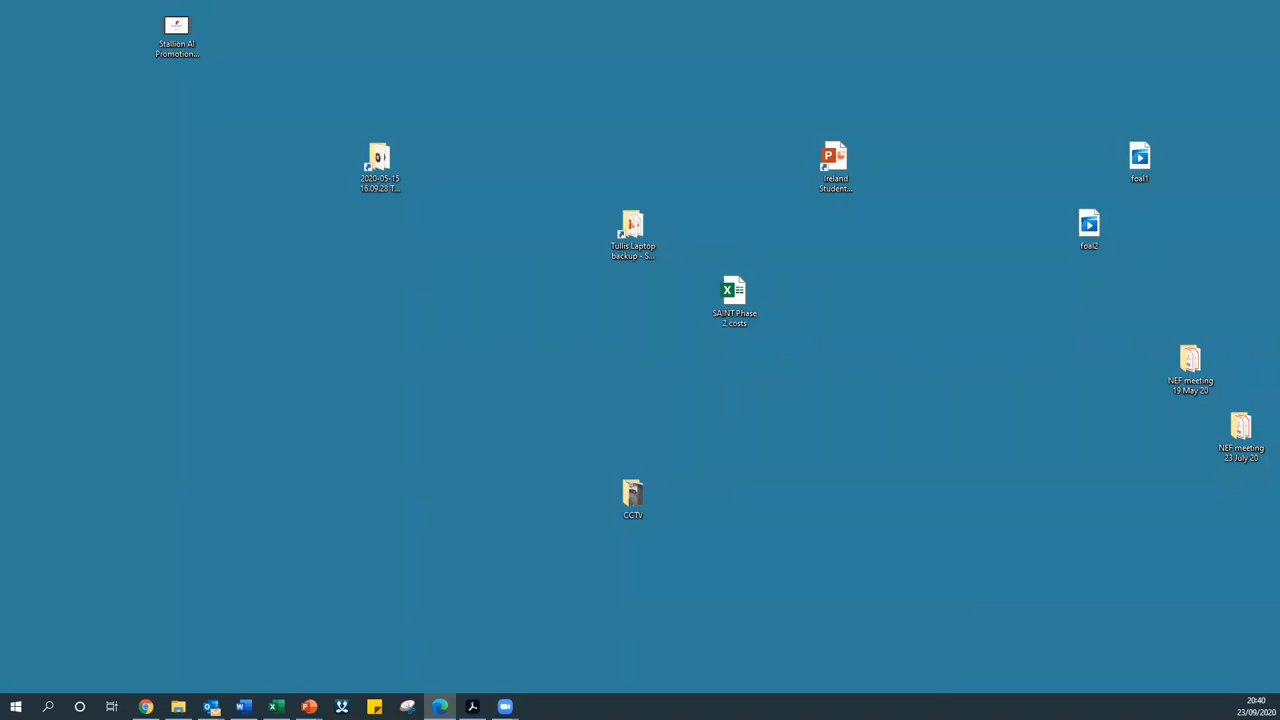 Stallion AI
Promotion...
2020-05-15
16.09.28 T...
Ireland
Student...
foal1
Tullis Laptop
backup - S...
foal2
SAINT Phase
2 costs
NEF meeting
19 May 20
NEF meeting
23 July 20
CCTV
20:40
23/09/2020